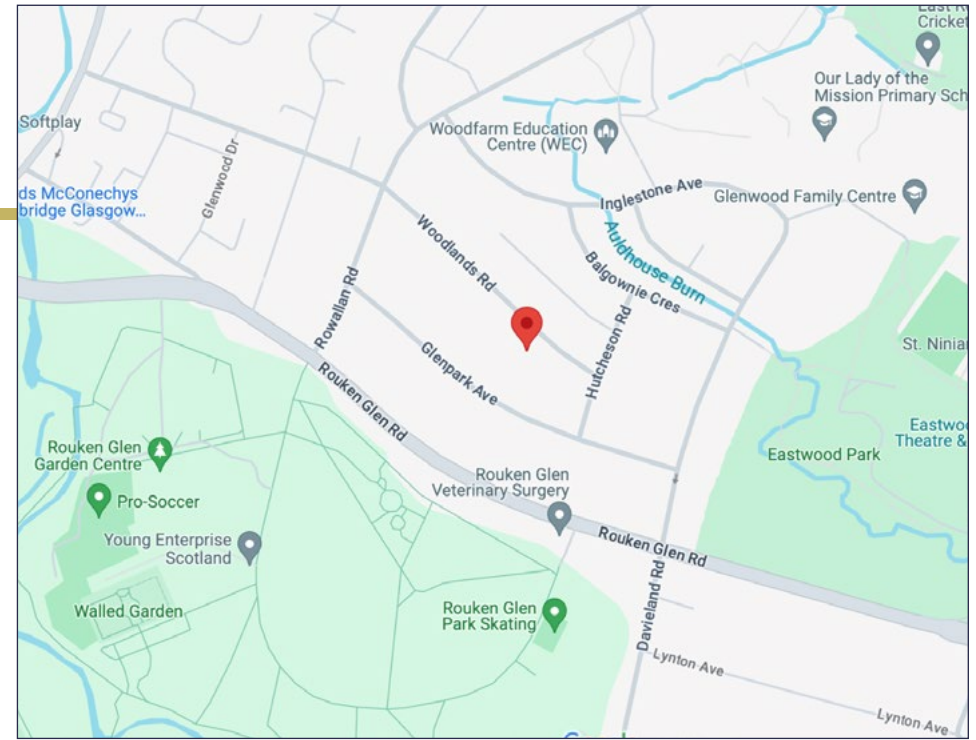 Cricket
Our Lady of the
Mission Primary Sch
Softplay
Woodfarm Education
Centre (WEC)
Glenwood Dr
ds McConechys
bridge Glasgow...
Inglestone Ave
Glenwood Family Centre
Woodlands Rd
Auldhouse Burn
Balgownie Cres
Rowallan Rd
Hutcheson Rd
St. Ninia
Glenpark Ave
Rouken Glen Rd
Eastwoo
Theatre &
Eastwood Park
Rouken Glen
Garden Centre
Rouken Glen
Veterinary Surgery
Pro-Soccer
Young Enterprise
Scotland
Rouken Glen Rd
Walled Garden
Rouken Glen
Park Skating
Davieland Rd
Lynton Ave
Lynton Ave